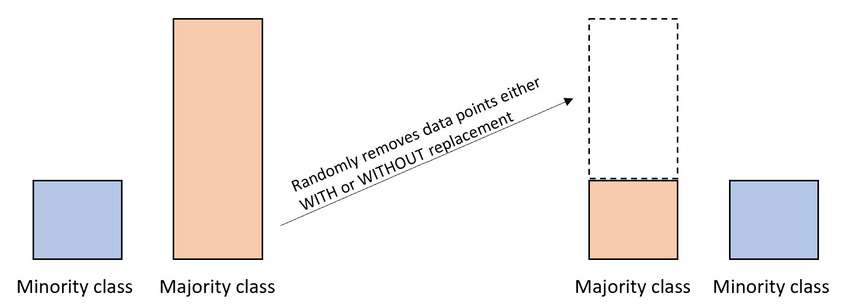 Randomly removes data points either
WITH or WITHOUT replacement
Minority class
Majority class
Majority class
Minority class